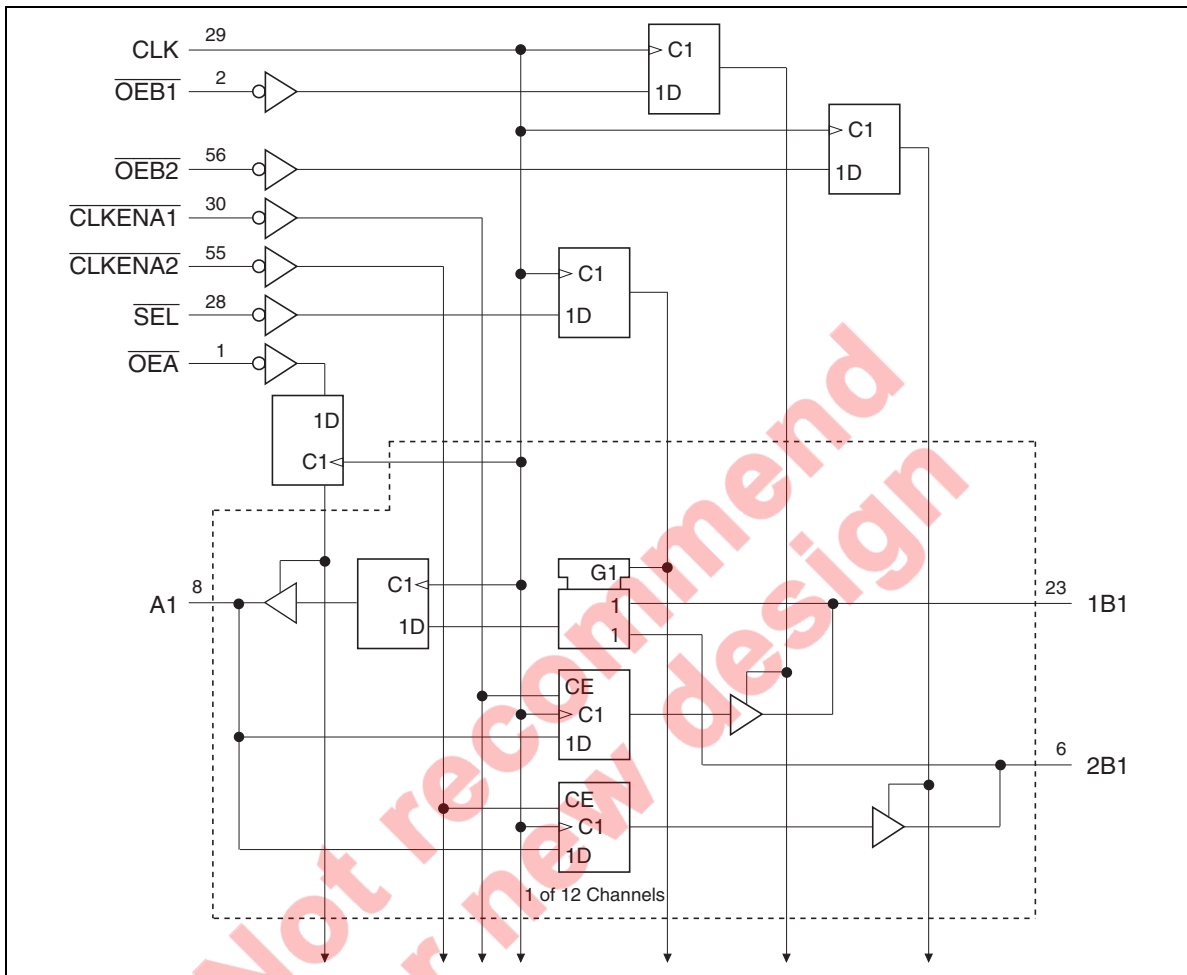 CLK 29
C1
OEB1 2
1D
C1
OEB2 56
1D
CLKENA1 30
CLKENA2 55
C1
SEL 28
1D
OEA 1
1D
C1
A1 8
C1
1D
G1
1
1
23 1B1
CE
C1
1D
6 2B1
CE
C1
1D
1 of 12 Channels
Not recommend
r new design